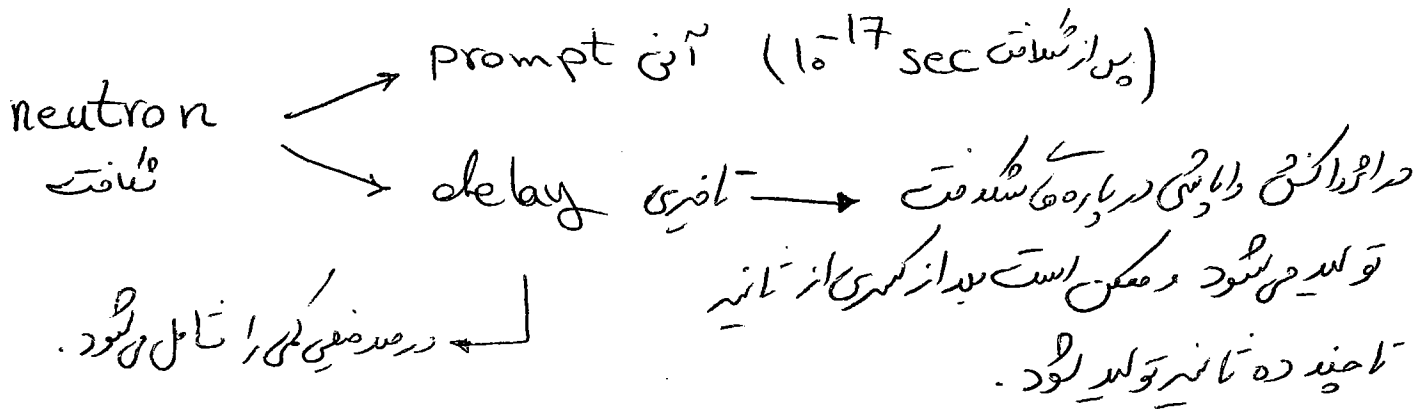 prompt آنی (10^-17 sec پس از شکافت)
neutron
شکافت
delay تاخیری → در اثر واکنش واپاشی در پاره‌های شکافت
تولید می‌شود و ممکن است بعد از کسری از ثانیه
تا چند ده ثانیه تولید شود.
درصد خیلی کمی را شامل می‌شود.